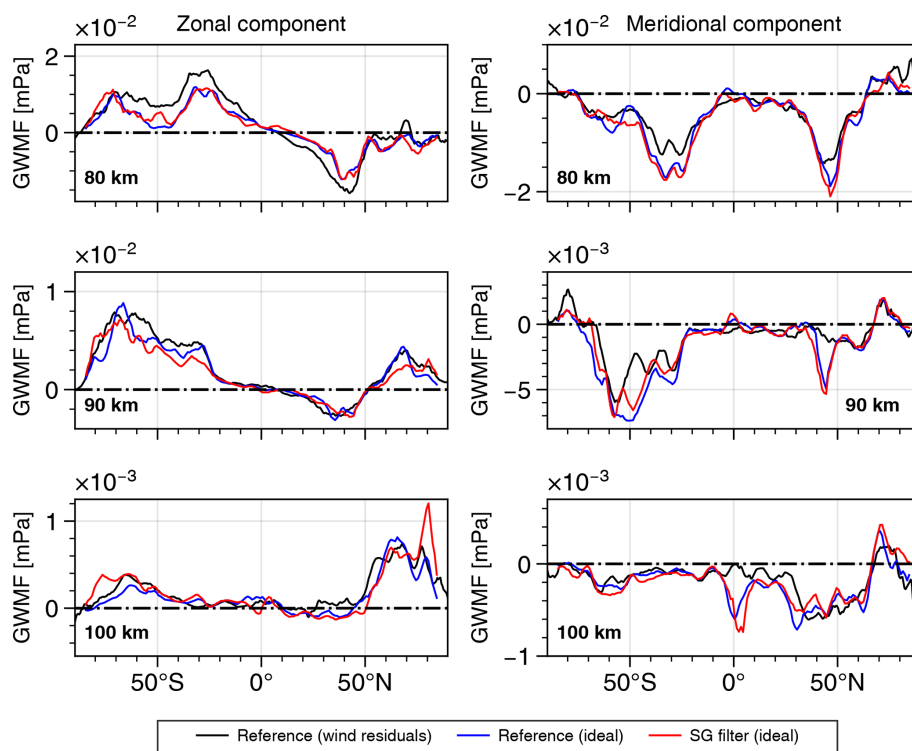 Zonal component
Meridional component
×10⁻²
GWMF [mPa]
2
0
80 km
×10⁻²
GWMF [mPa]
0
−2
80 km
×10⁻²
GWMF [mPa]
1
0
90 km
×10⁻³
GWMF [mPa]
0
−5
90 km
×10⁻³
GWMF [mPa]
1
0
100 km
50°S 0° 50°N
×10⁻³
GWMF [mPa]
0
−1
100 km
50°S 0° 50°N
Reference (wind residuals) Reference (ideal) SG filter (ideal)